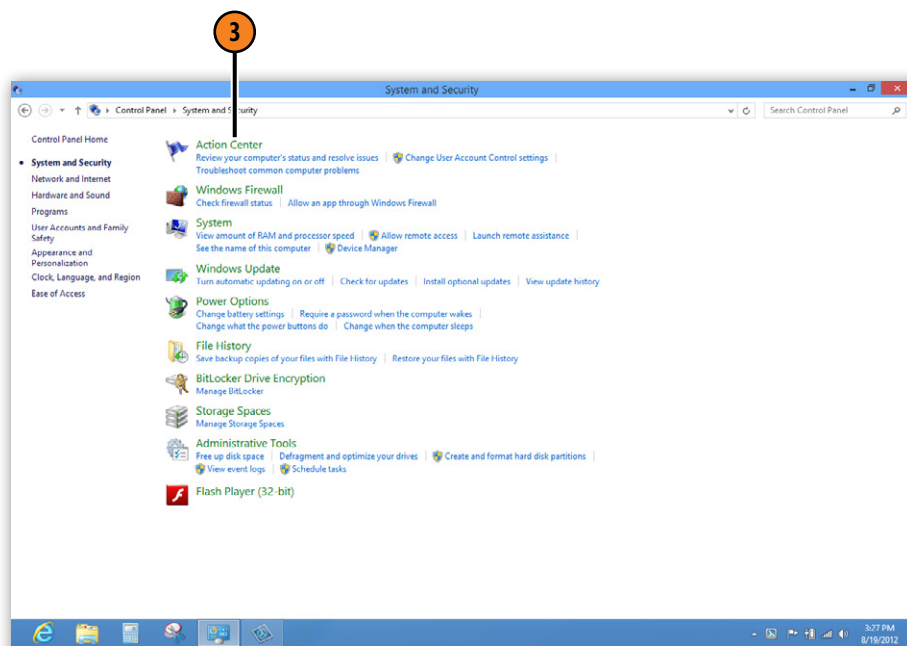 3
System and Security
Control Panel ▸ System and Security
Search Control Panel
Control Panel Home
System and Security
Network and Internet
Hardware and Sound
Programs
User Accounts and Family
Safety
Appearance and
Personalization
Clock, Language, and Region
Ease of Access
Action Center
Review your computer's status and resolve issues | Change User Account Control settings |
Troubleshoot common computer problems
Windows Firewall
Check firewall status | Allow an app through Windows Firewall
System
View amount of RAM and processor speed | Allow remote access | Launch remote assistance |
See the name of this computer | Device Manager
Windows Update
Turn automatic updating on or off | Check for updates | Install optional updates | View update history
Power Options
Change battery settings | Require a password when the computer wakes |
Change what the power buttons do | Change when the computer sleeps
File History
Save backup copies of your files with File History | Restore your files with File History
BitLocker Drive Encryption
Manage BitLocker
Storage Spaces
Manage Storage Spaces
Administrative Tools
Free up disk space | Defragment and optimize your drives | Create and format hard disk partitions |
View event logs | Schedule tasks
Flash Player (32-bit)
3:27 PM
8/19/2012